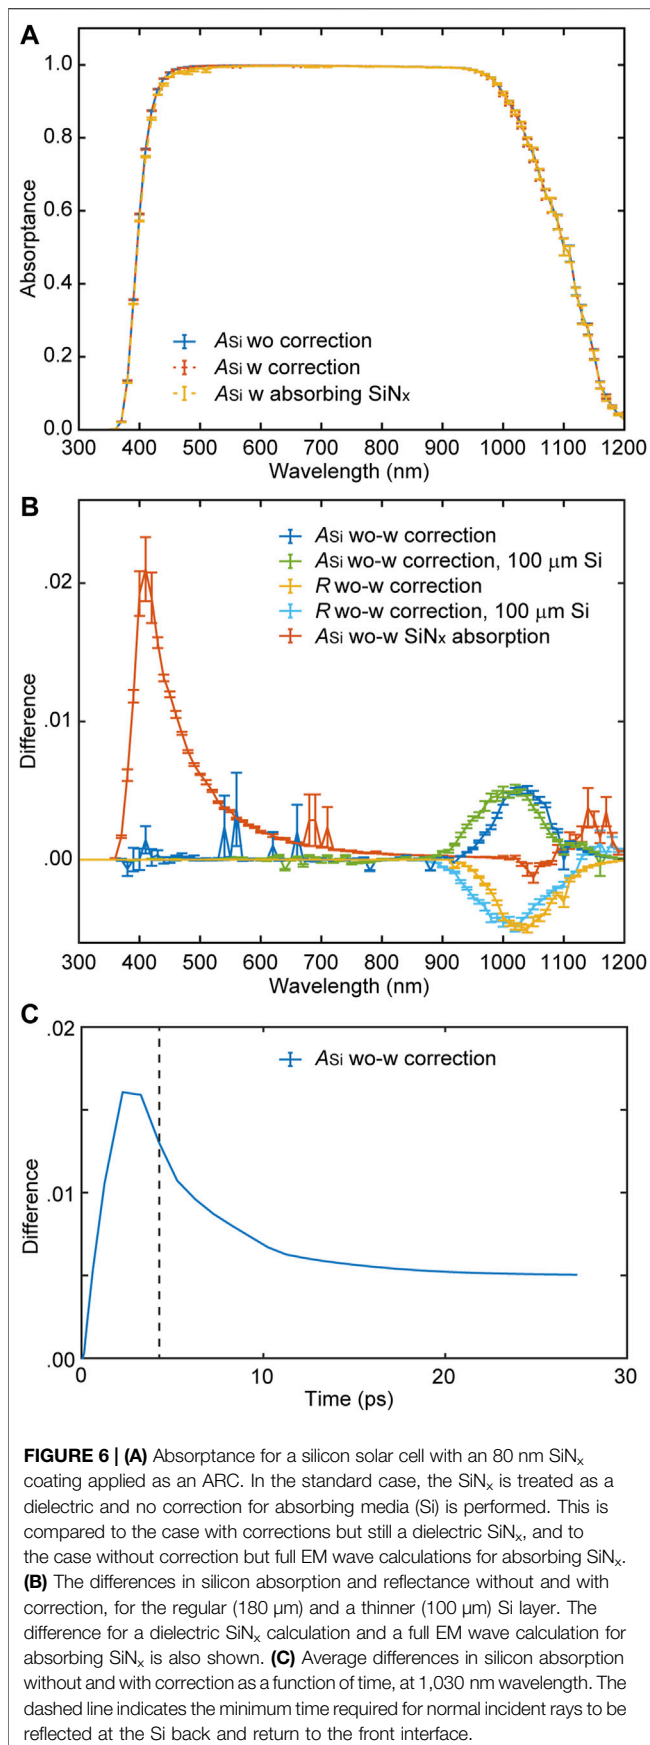 A
Absorptance
1.0
0.8
0.6
0.4
0.2
0.0
ASi wo correction
ASi w correction
ASi w absorbing SiNx
300 400 500 600 700 800 900 1000 1100 1200
Wavelength (nm)
B
Difference
.02
.01
.00
ASi wo-w correction
ASi wo-w correction, 100 μm Si
R wo-w correction
R wo-w correction, 100 μm Si
ASi wo-w SiNx absorption
300 400 500 600 700 800 900 1000 1100 1200
Wavelength (nm)
C
Difference
.02
.01
.00
ASi wo-w correction
0 10 20 30
Time (ps)
FIGURE 6 | (A) Absorptance for a silicon solar cell with an 80 nm SiNx
coating applied as an ARC. In the standard case, the SiNx is treated as a
dielectric and no correction for absorbing media (Si) is performed. This is
compared to the case with corrections but still a dielectric SiNx, and to
the case without correction but full EM wave calculations for absorbing SiNx.
(B) The differences in silicon absorption and reflectance without and with
correction, for the regular (180 μm) and a thinner (100 μm) Si layer. The
difference for a dielectric SiNx calculation and a full EM wave calculation for
absorbing SiNx is also shown. (C) Average differences in silicon absorption
without and with correction as a function of time, at 1,030 nm wavelength. The
dashed line indicates the minimum time required for normal incident rays to be
reflected at the Si back and return to the front interface.